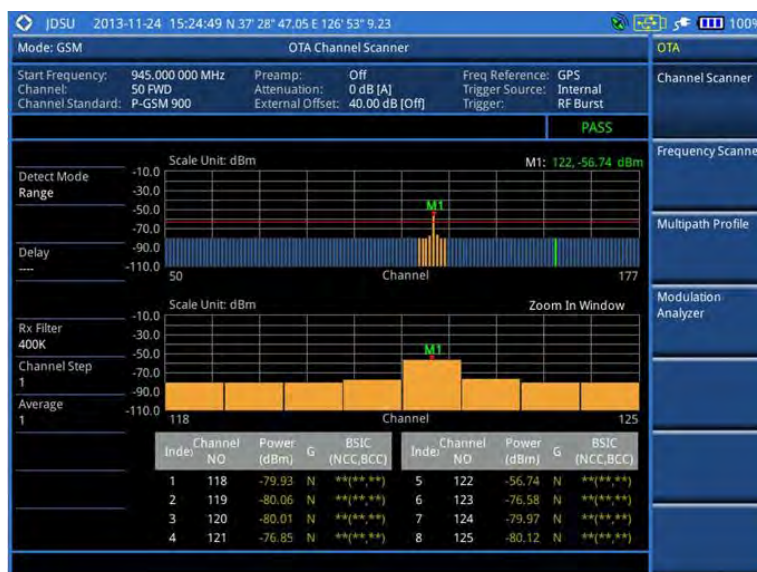 JDSU 2013-11-24 15:24:49 N 37° 28" 47.05 E 126° 53" 9.23 100%
Mode: GSM OTA Channel Scanner OTA
Start Frequency: 945.000 000 MHz Preamp: Off Freq Reference: GPS
Channel: 50 FWD Attenuation: 0 dB [A] Trigger Source: Internal
Channel Standard: P-GSM 900 External Offset: 40.00 dB [Off] Trigger: RF Burst
PASS
Channel Scanner
Frequency Scanne
Multipath Profile
Modulation
Analyzer
Detect Mode
Range
Delay
----
Rx Filter
400K
Channel Step
1
Average
1
Scale Unit: dBm M1: 122, -56.74 dBm
-10.0
-30.0
-50.0
-70.0
-90.0
-110.0
M1
50 Channel 177
Scale Unit: dBm Zoom In Window
-10.0
-30.0
-50.0
-70.0
-90.0
-110.0
M1
118 Channel 125
Channel Power BSIC Channel Power BSIC
Index NO (dBm) G (NCC,BCC) Index NO (dBm) G (NCC,BCC)
1 118 -79.93 N **(**,**) 5 122 -56.74 N **(**,**)
2 119 -80.06 N **(**,**) 6 123 -76.58 N **(**,**)
3 120 -80.01 N **(**,**) 7 124 -79.97 N **(**,**)
4 121 -76.85 N **(**,**) 8 125 -80.12 N **(**,**)